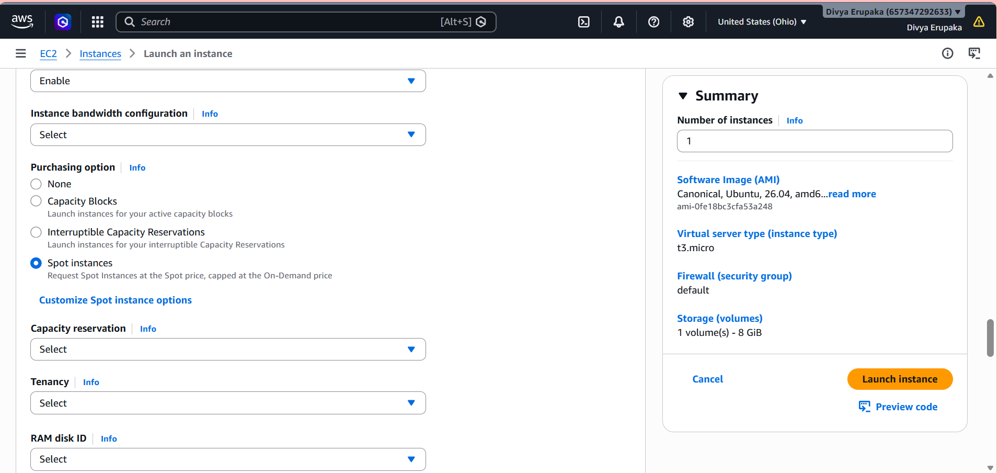 aws
Search
[Alt+S]
United States (Ohio)
Divya Erupaka (657347292633)
Divya Erupaka
EC2
Instances
Launch an instance
Enable
Instance bandwidth configuration
Info
Select
Purchasing option
Info
None
Capacity Blocks
Launch instances for your active capacity blocks
Interruptible Capacity Reservations
Launch instances for your interruptible Capacity Reservations
Spot instances
Request Spot Instances at the Spot price, capped at the On-Demand price
Customize Spot instance options
Capacity reservation
Info
Select
Tenancy
Info
Select
RAM disk ID
Info
Select
Summary
Number of instances
Info
1
Software Image (AMI)
Canonical, Ubuntu, 26.04, amd6...read more
ami-0fe18bc3cfa53a248
Virtual server type (instance type)
t3.micro
Firewall (security group)
default
Storage (volumes)
1 volume(s) - 8 GiB
Cancel
Launch instance
Preview code